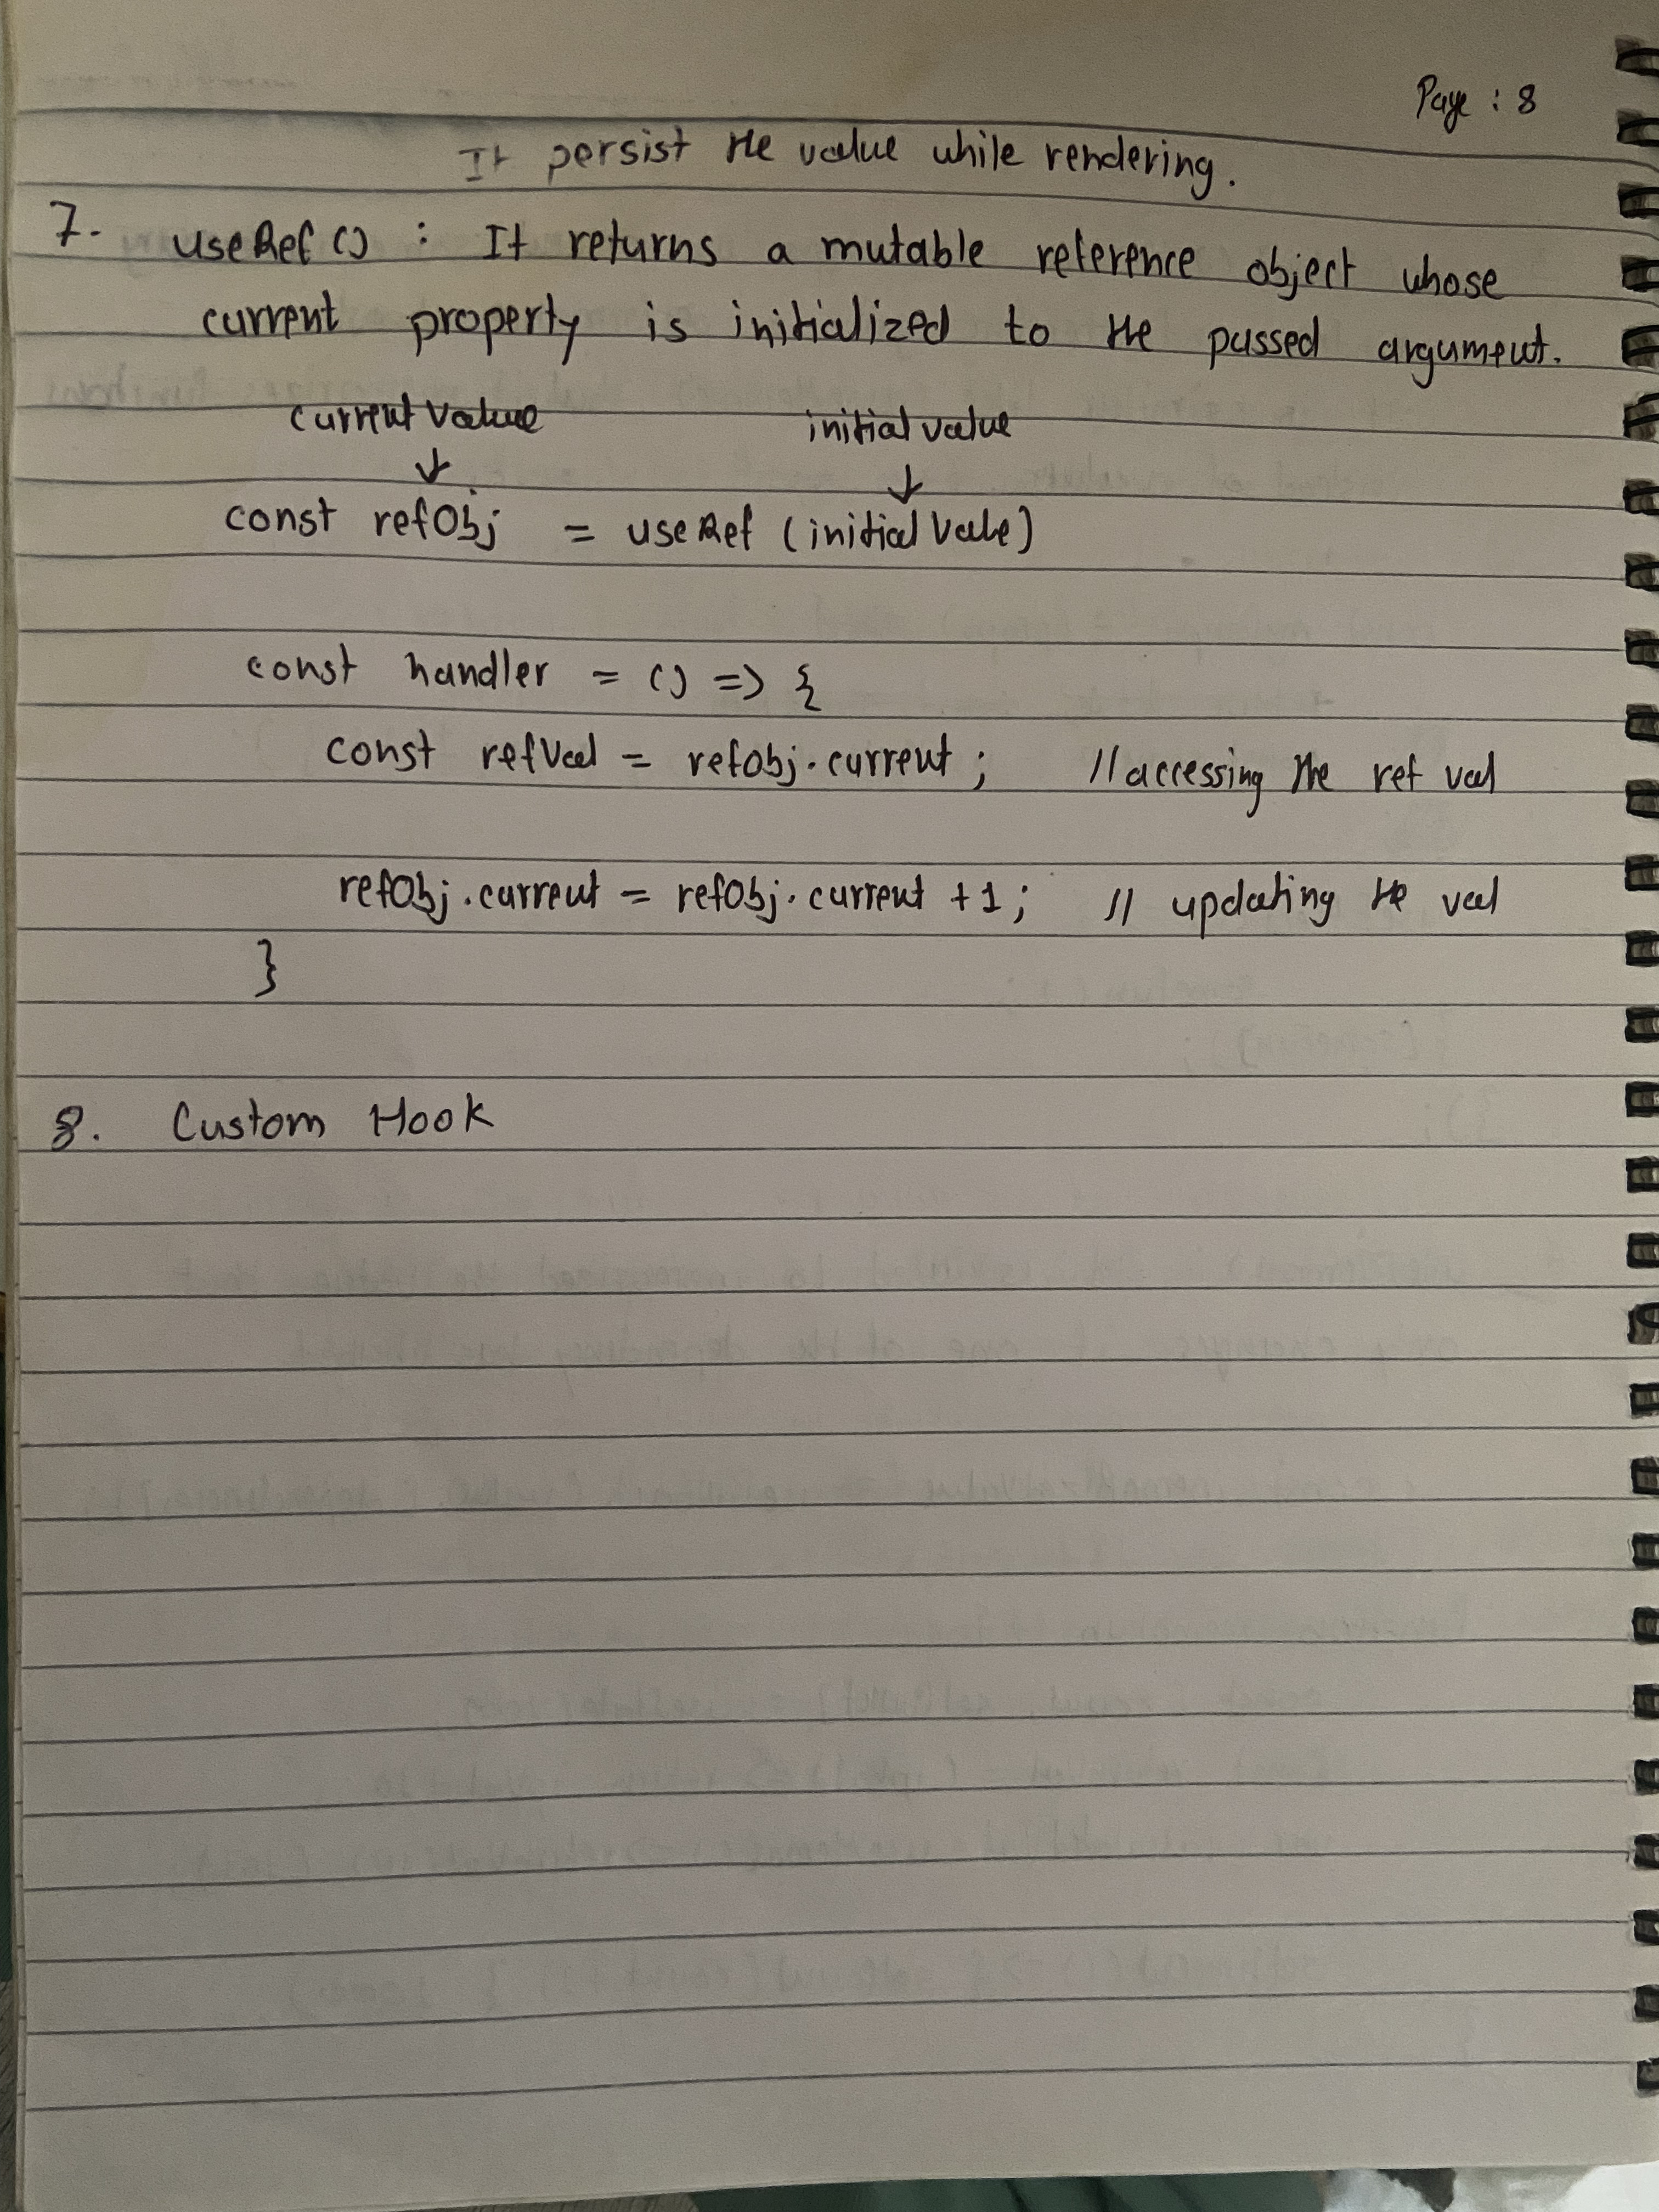 Page : 8
It persist the value while rendering.
7. useRef () : It returns a mutable reference object whose
current property is initialized to the passed argument.
current value initial value
↓ ↓
const refObj = useRef (initial Value)
const handler = () => {
const refVal = refObj.current ; // accessing the ref val
refObj.current = refObj.current +1 ; // updating the val
}
8. Custom Hook